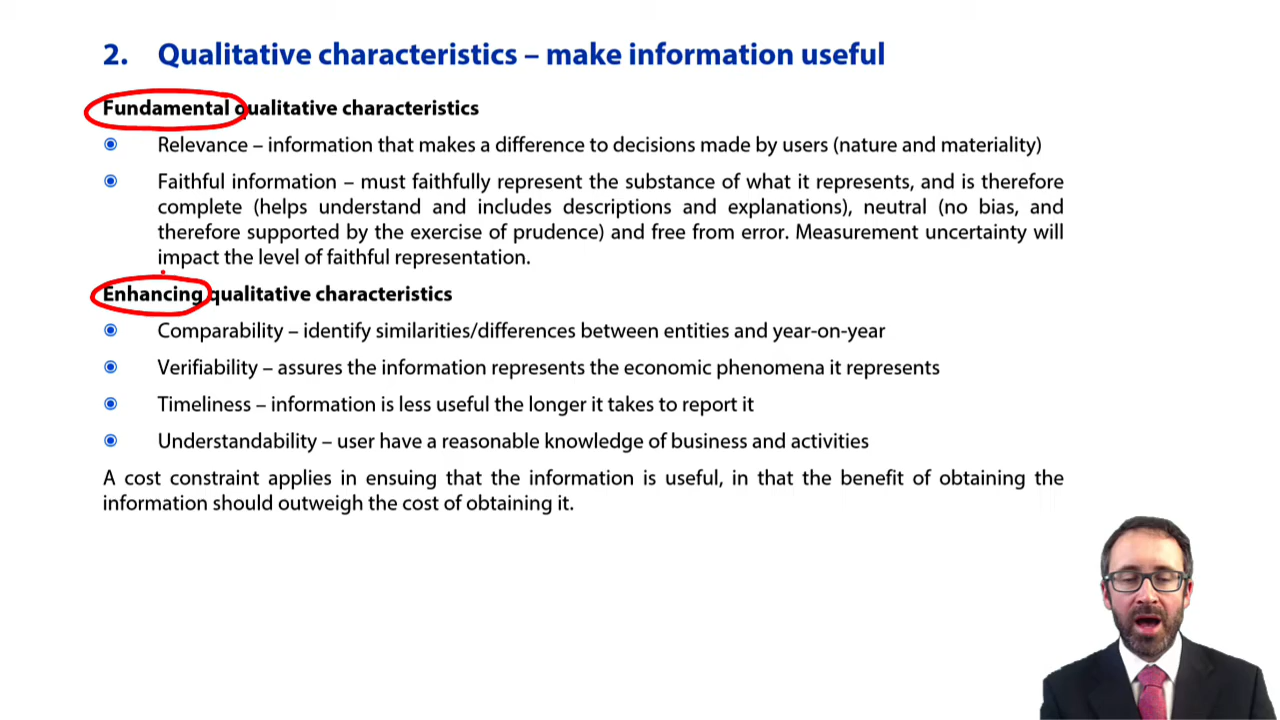 2. Qualitative characteristics – make information useful
Fundamental qualitative characteristics
Relevance – information that makes a difference to decisions made by users (nature and materiality)
Faithful information – must faithfully represent the substance of what it represents, and is therefore
complete (helps understand and includes descriptions and explanations), neutral (no bias, and
therefore supported by the exercise of prudence) and free from error. Measurement uncertainty will
impact the level of faithful representation.
Enhancing qualitative characteristics
Comparability – identify similarities/differences between entities and year-on-year
Verifiability – assures the information represents the economic phenomena it represents
Timeliness – information is less useful the longer it takes to report it
Understandability – user have a reasonable knowledge of business and activities
A cost constraint applies in ensuing that the information is useful, in that the benefit of obtaining the
information should outweigh the cost of obtaining it.